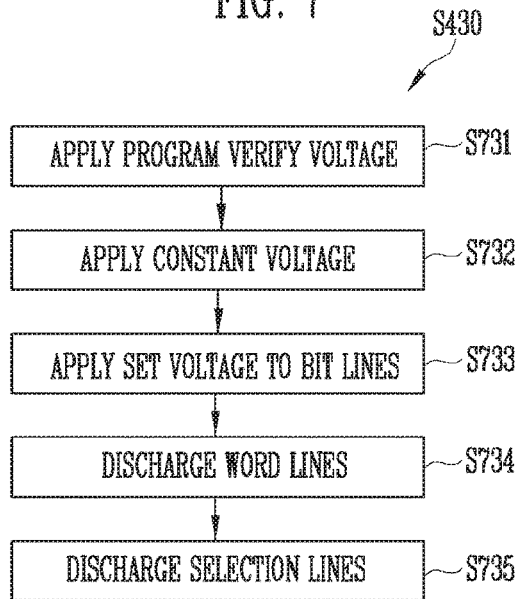 FIG. 7
S430
APPLY PROGRAM VERIFY VOLTAGE S731
APPLY CONSTANT VOLTAGE S732
APPLY SET VOLTAGE TO BIT LINES S733
DISCHARGE WORD LINES S734
DISCHARGE SELECTION LINES S735